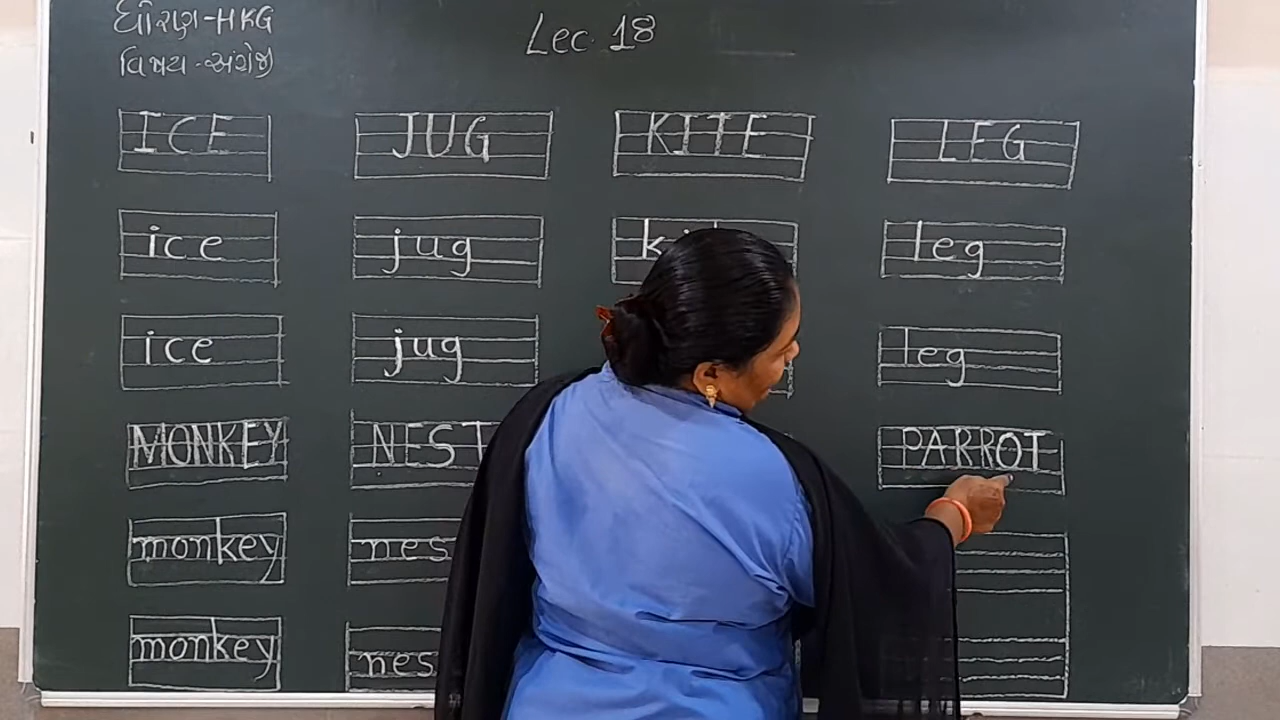 ધોરણ-HKG
Lec. 18
વિષય-અંગ્રેજી
ICE JUG KITE LEG
ice jug leg
ice jug leg
MONKEY NEST PARROT
monkey nes
monkey nes